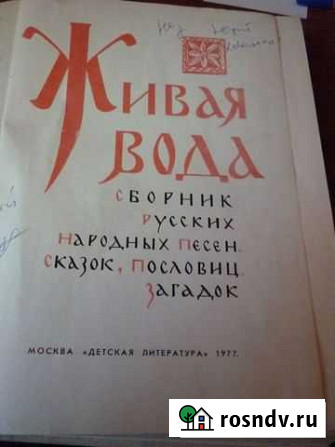 Живая
вода
сборник
русских
народных песен,
сказок, пословиц,
загадок
МОСКВА «ДЕТСКАЯ ЛИТЕРАТУРА» 1977.
rosndv.ru